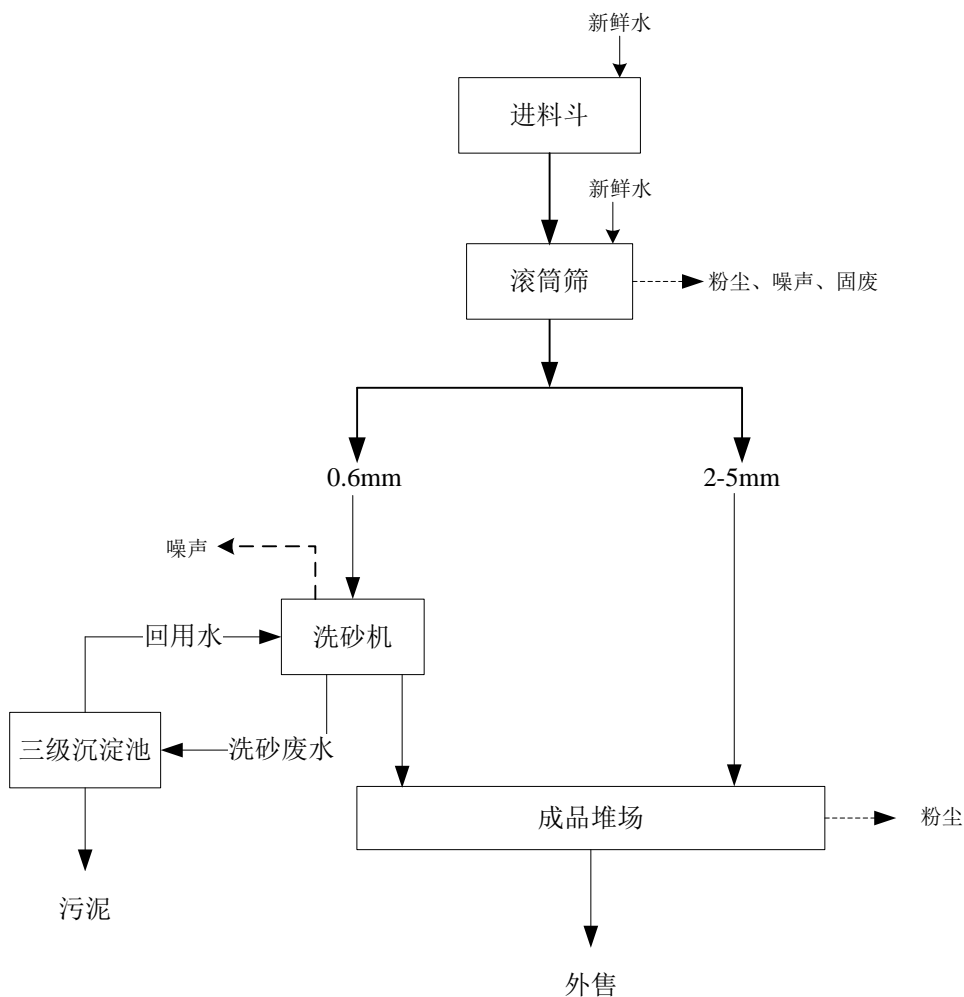 新鲜水
进料斗
新鲜水
滚筒筛
粉尘、噪声、固废
0.6mm
2-5mm
噪声
回用水
洗砂机
三级沉淀池
洗砂废水
成品堆场
粉尘
污泥
外售